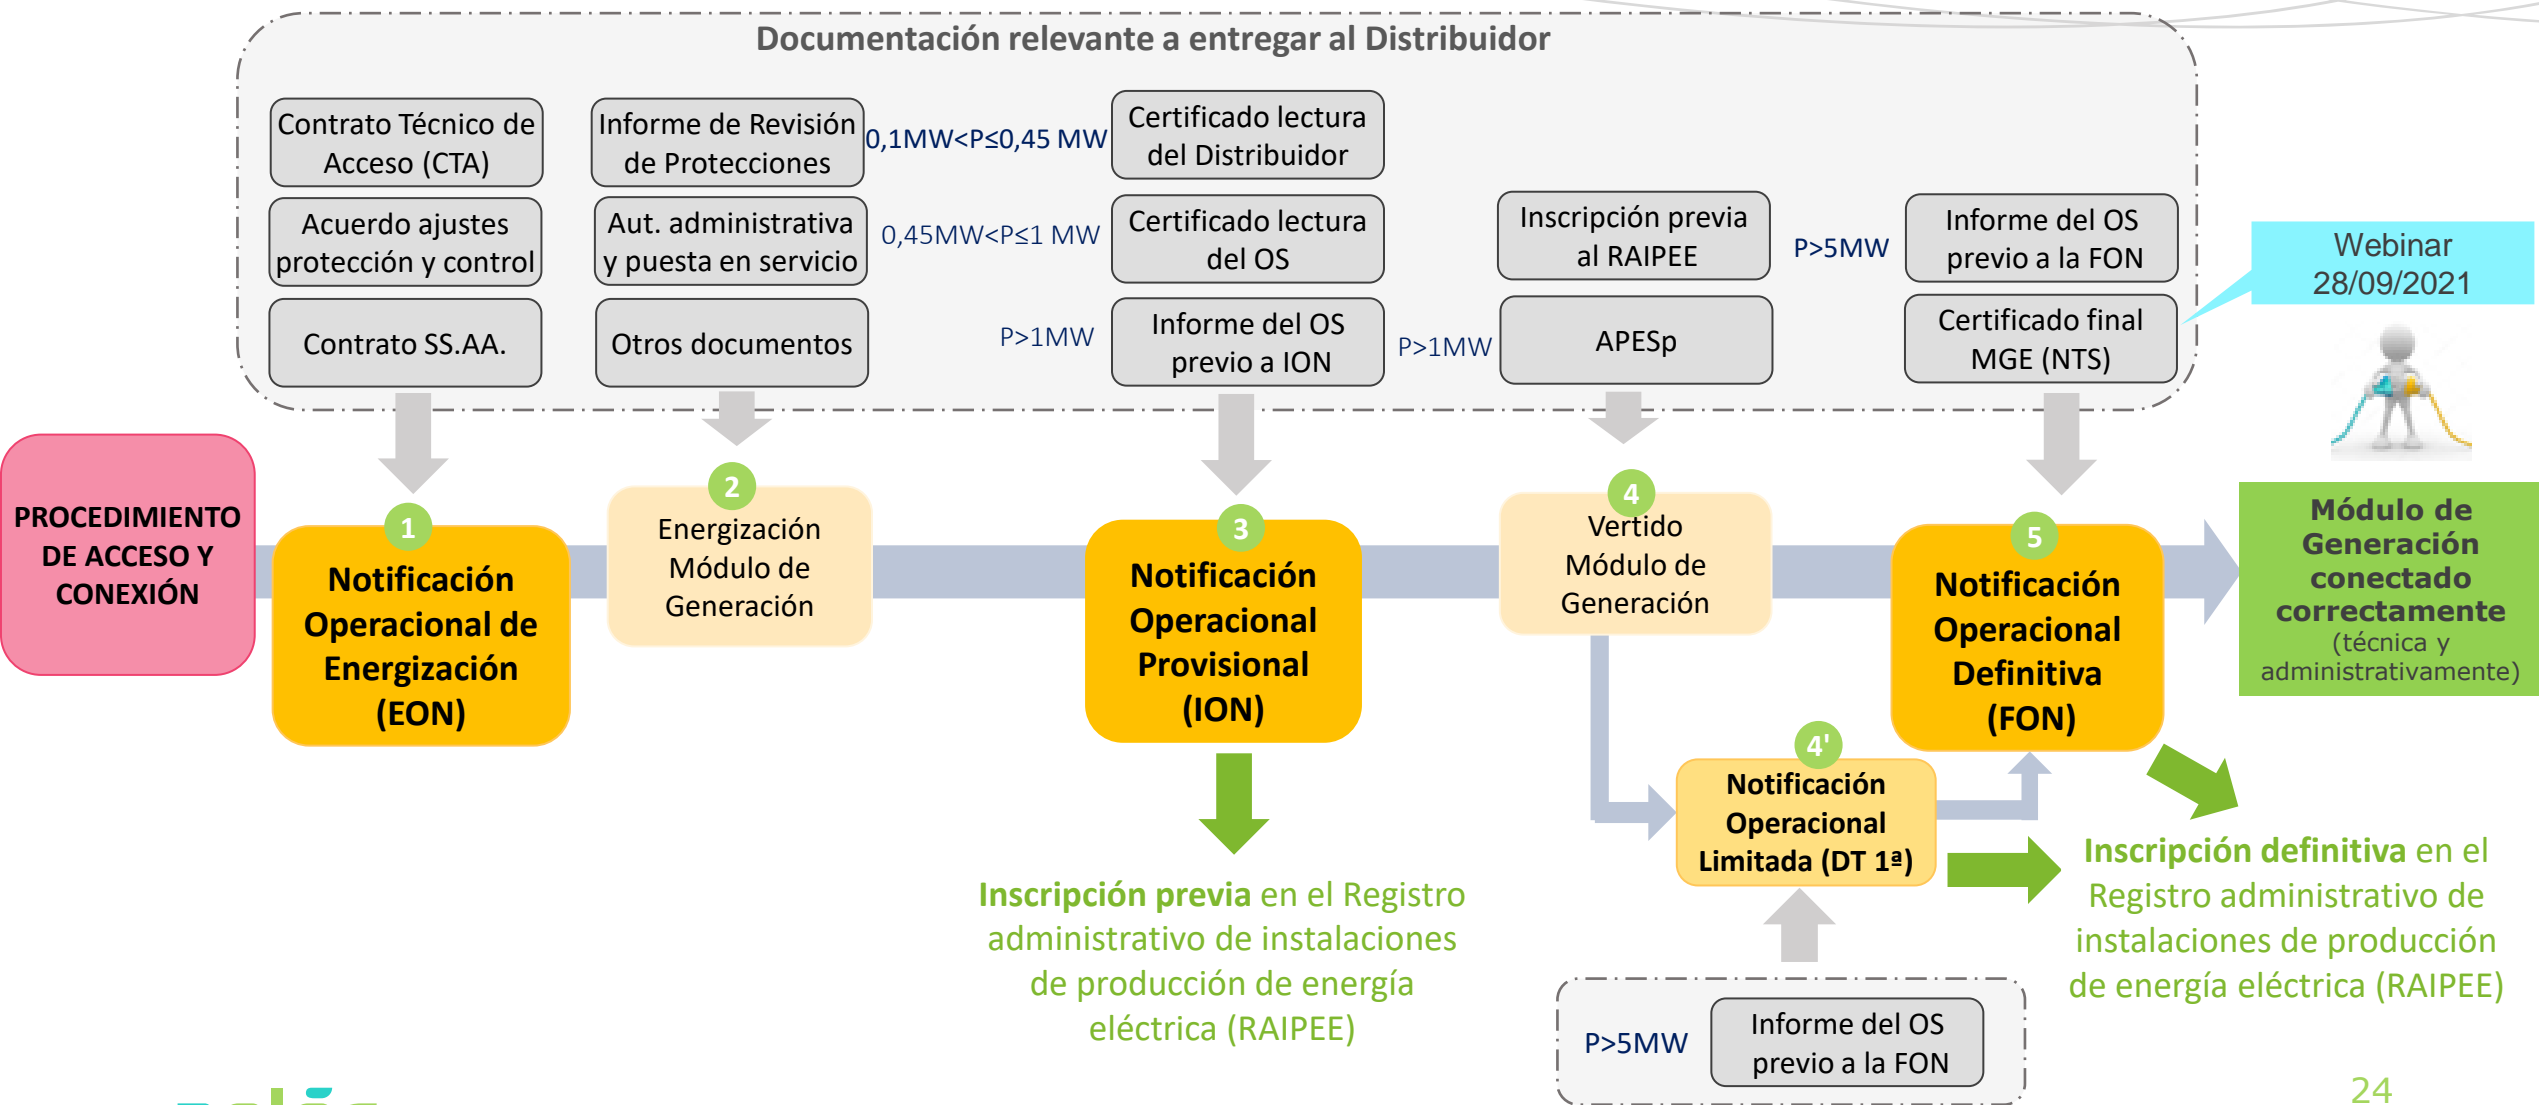 Documentación relevante a entregar al Distribuidor
Contrato Técnico de
Acceso (CTA)
Acuerdo ajustes
protección y control
Contrato SS.AA.
Informe de Revisión
de Protecciones
Aut. administrativa
y puesta en servicio
Otros documentos
0,1MW<P≤0,45 MW
Certificado lectura
del Distribuidor
0,45MW<P≤1 MW
Certificado lectura
del OS
P>1MW
Informe del OS
previo a ION
Inscripción previa
al RAIPEE
P>1MW
APESp
P>5MW
Informe del OS
previo a la FON
Certificado final
MGE (NTS)
Webinar
28/09/2021
PROCEDIMIENTO
DE ACCESO Y
CONEXIÓN
1
Notificación
Operacional de
Energización
(EON)
2
Energización
Módulo de
Generación
3
Notificación
Operacional
Provisional
(ION)
4
Vertido
Módulo de
Generación
5
Notificación
Operacional
Definitiva
(FON)
Módulo de
Generación
conectado
correctamente
(técnica y
administrativamente)
4'
Notificación
Operacional
Limitada (DT 1ª)
Inscripción previa en el Registro
administrativo de instalaciones
de producción de energía
eléctrica (RAIPEE)
Inscripción definitiva en el
Registro administrativo de
instalaciones de producción
de energía eléctrica (RAIPEE)
P>5MW
Informe del OS
previo a la FON
24